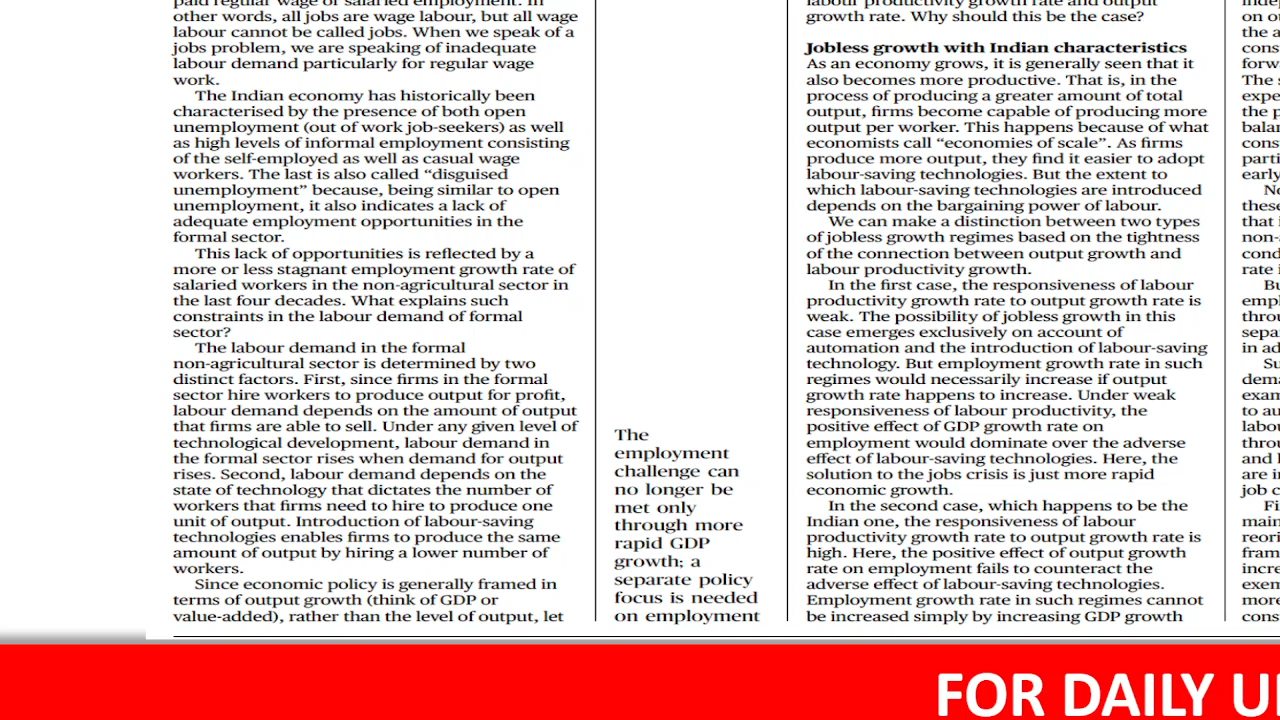 paid regular wage or salaried employment. In
other words, all jobs are wage labour, but all wage
labour cannot be called jobs. When we speak of a
jobs problem, we are speaking of inadequate
labour demand particularly for regular wage
work.
The Indian economy has historically been
characterised by the presence of both open
unemployment (out of work job-seekers) as well
as high levels of informal employment consisting
of the self-employed as well as casual wage
workers. The last is also called “disguised
unemployment” because, being similar to open
unemployment, it also indicates a lack of
adequate employment opportunities in the
formal sector.
This lack of opportunities is reflected by a
more or less stagnant employment growth rate of
salaried workers in the non-agricultural sector in
the last four decades. What explains such
constraints in the labour demand of formal
sector?
The labour demand in the formal
non-agricultural sector is determined by two
distinct factors. First, since firms in the formal
sector hire workers to produce output for profit,
labour demand depends on the amount of output
that firms are able to sell. Under any given level of
technological development, labour demand in
the formal sector rises when demand for output
rises. Second, labour demand depends on the
state of technology that dictates the number of
workers that firms need to hire to produce one
unit of output. Introduction of labour-saving
technologies enables firms to produce the same
amount of output by hiring a lower number of
workers.
Since economic policy is generally framed in
terms of output growth (think of GDP or
value-added), rather than the level of output, let
The
employment
challenge can
no longer be
met only
through more
rapid GDP
growth; a
separate policy
focus is needed
on employment
labour productivity growth rate and output
growth rate. Why should this be the case?
Jobless growth with Indian characteristics
As an economy grows, it is generally seen that it
also becomes more productive. That is, in the
process of producing a greater amount of total
output, firms become capable of producing more
output per worker. This happens because of what
economists call “economies of scale”. As firms
produce more output, they find it easier to adopt
labour-saving technologies. But the extent to
which labour-saving technologies are introduced
depends on the bargaining power of labour.
We can make a distinction between two types
of jobless growth regimes based on the tightness
of the connection between output growth and
labour productivity growth.
In the first case, the responsiveness of labour
productivity growth rate to output growth rate is
weak. The possibility of jobless growth in this
case emerges exclusively on account of
automation and the introduction of labour-saving
technology. But employment growth rate in such
regimes would necessarily increase if output
growth rate happens to increase. Under weak
responsiveness of labour productivity, the
positive effect of GDP growth rate on
employment would dominate over the adverse
effect of labour-saving technologies. Here, the
solution to the jobs crisis is just more rapid
economic growth.
In the second case, which happens to be the
Indian one, the responsiveness of labour
productivity growth rate to output growth rate is
high. Here, the positive effect of output growth
rate on employment fails to counteract the
adverse effect of labour-saving technologies.
Employment growth rate in such regimes cannot
be increased simply by increasing GDP growth
FOR DAILY